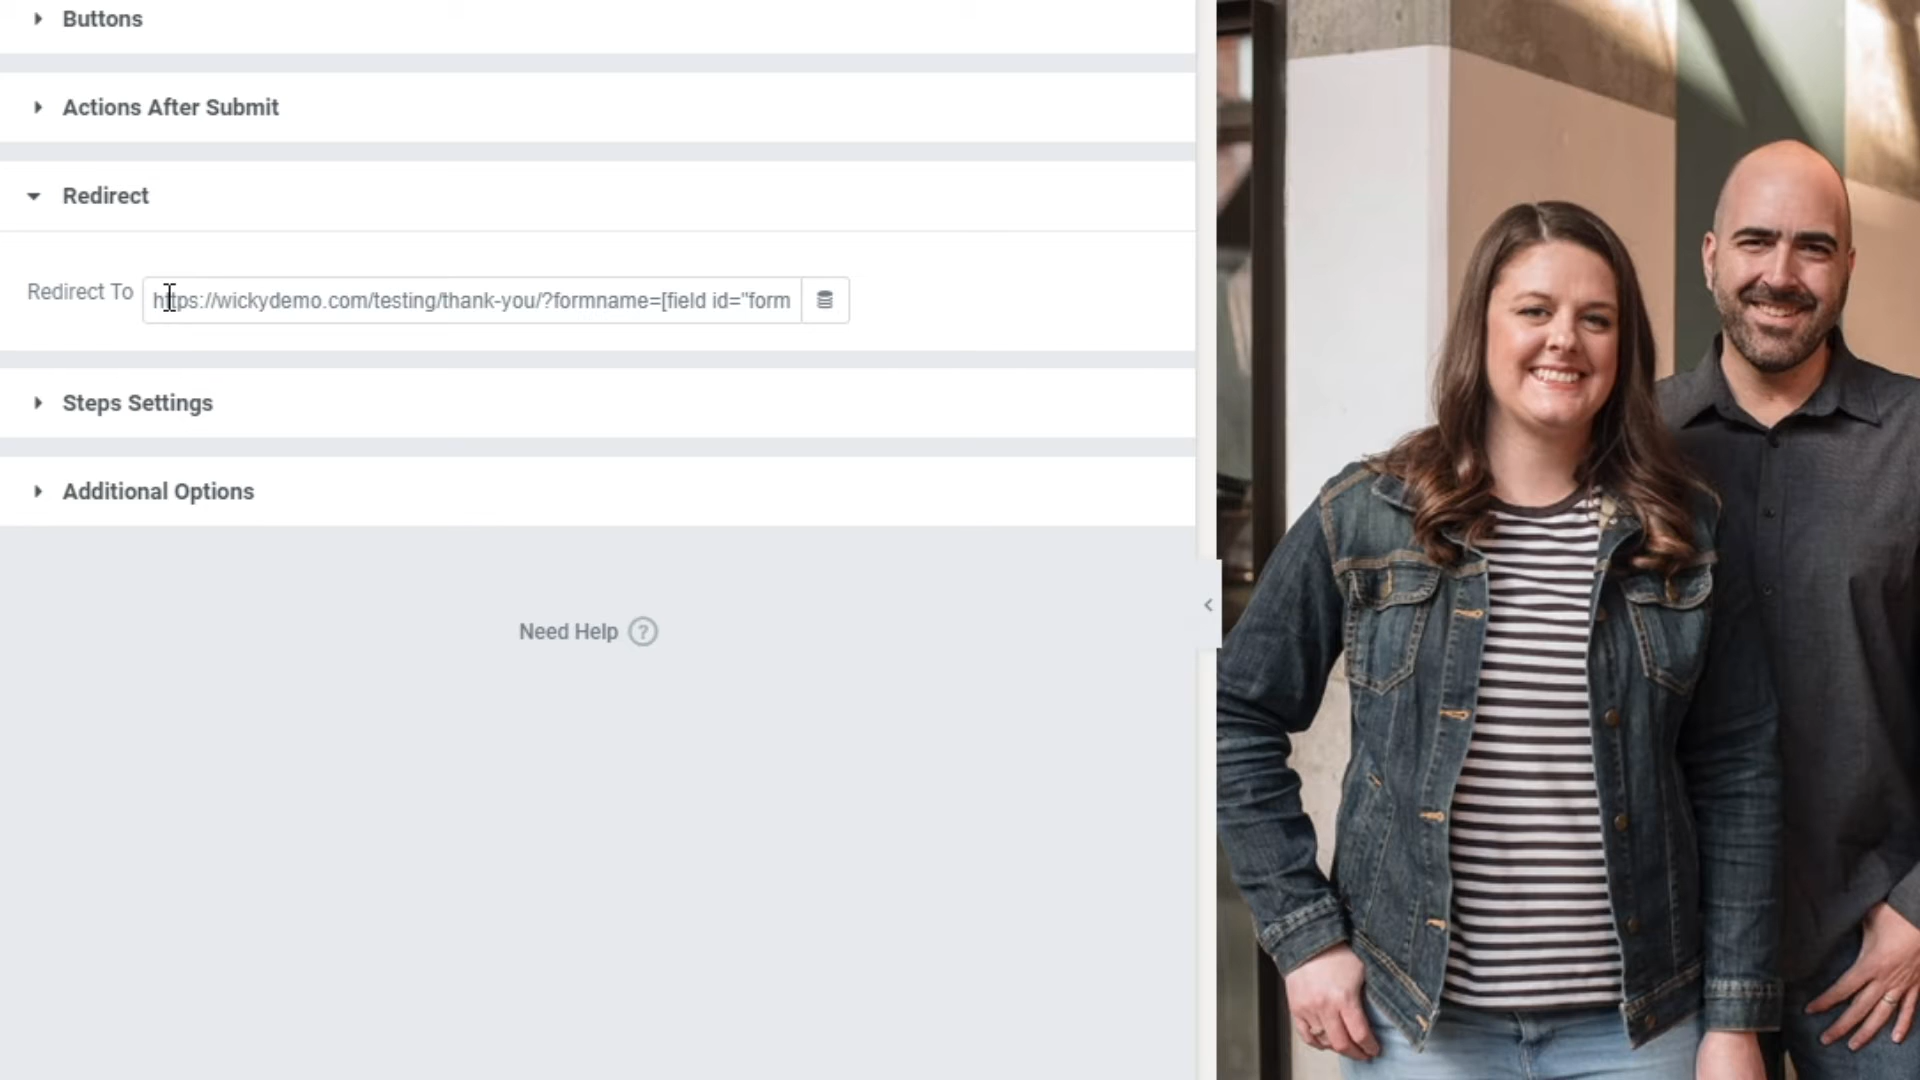 Buttons
Actions After Submit
Redirect
Redirect To https://wickydemo.com/testing/thank-you/?formname=[field id="form
Steps Settings
Additional Options
Need Help ?